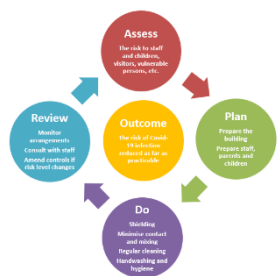 Assess
The risk to staff
and children,
visitors, vulnerable
persons, etc.
Plan
Prepare the
building
Prepare staff,
parents and
children
Do
Shielding
Minimise contact
and mixing
Regular cleaning
Handwashing and
hygiene
Review
Monitor
arrangements
Consult with staff
Amend controls if
risk level changes
Outcome
The risk of Covid-
19 infection
reduced as far as
practicable